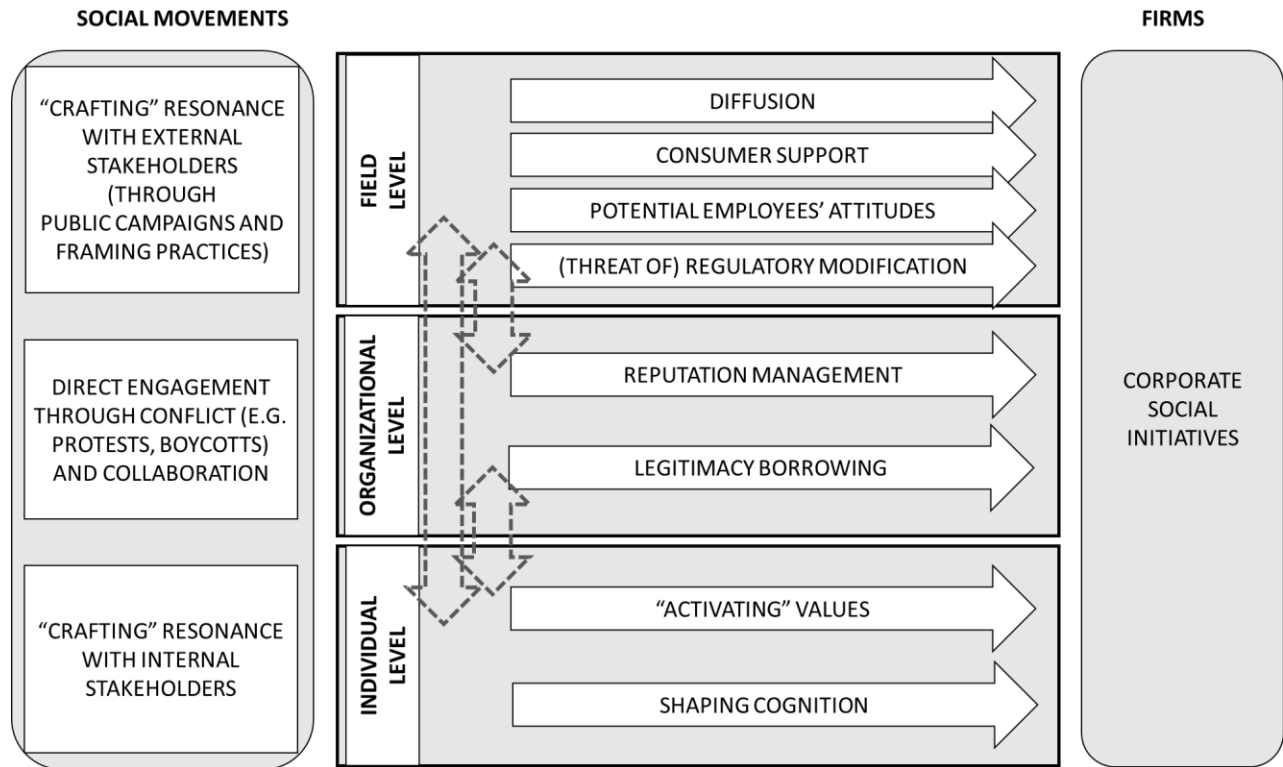 SOCIAL MOVEMENTS
FIRMS
“CRAFTING” RESONANCE
WITH EXTERNAL
STAKEHOLDERS
(THROUGH
PUBLIC CAMPAIGNS AND
FRAMING PRACTICES)
DIRECT ENGAGEMENT
THROUGH CONFLICT (E.G.
PROTESTS, BOYCOTTS)
AND COLLABORATION
“CRAFTING” RESONANCE
WITH INTERNAL
STAKEHOLDERS
FIELD
LEVEL
DIFFUSION
CONSUMER SUPPORT
POTENTIAL EMPLOYEES’ ATTITUDES
(THREAT OF) REGULATORY MODIFICATION
ORGANIZATIONAL
LEVEL
REPUTATION MANAGEMENT
LEGITIMACY BORROWING
INDIVIDUAL
LEVEL
“ACTIVATING” VALUES
SHAPING COGNITION
CORPORATE
SOCIAL
INITIATIVES